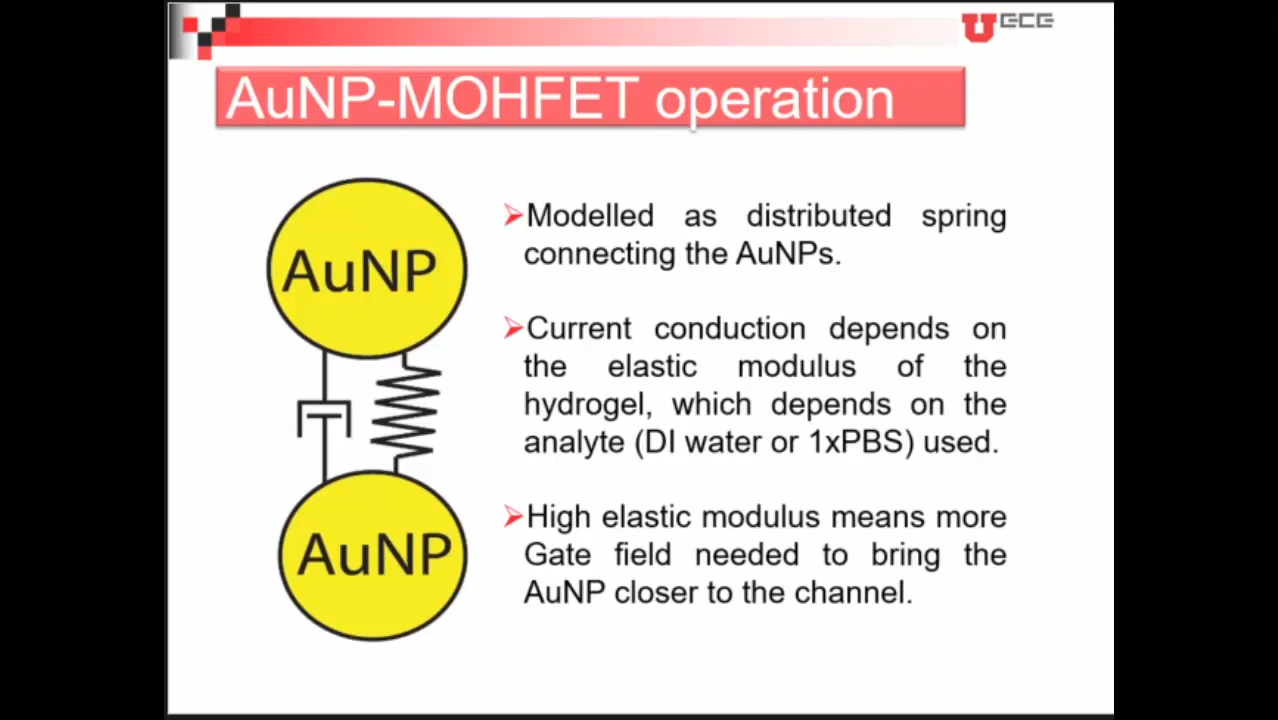 U ECE
AuNP-MOHFET operation
AuNP
AuNP
➢Modelled as distributed spring
connecting the AuNPs.
➢Current conduction depends on
the elastic modulus of the
hydrogel, which depends on the
analyte (DI water or 1xPBS) used.
➢High elastic modulus means more
Gate field needed to bring the
AuNP closer to the channel.